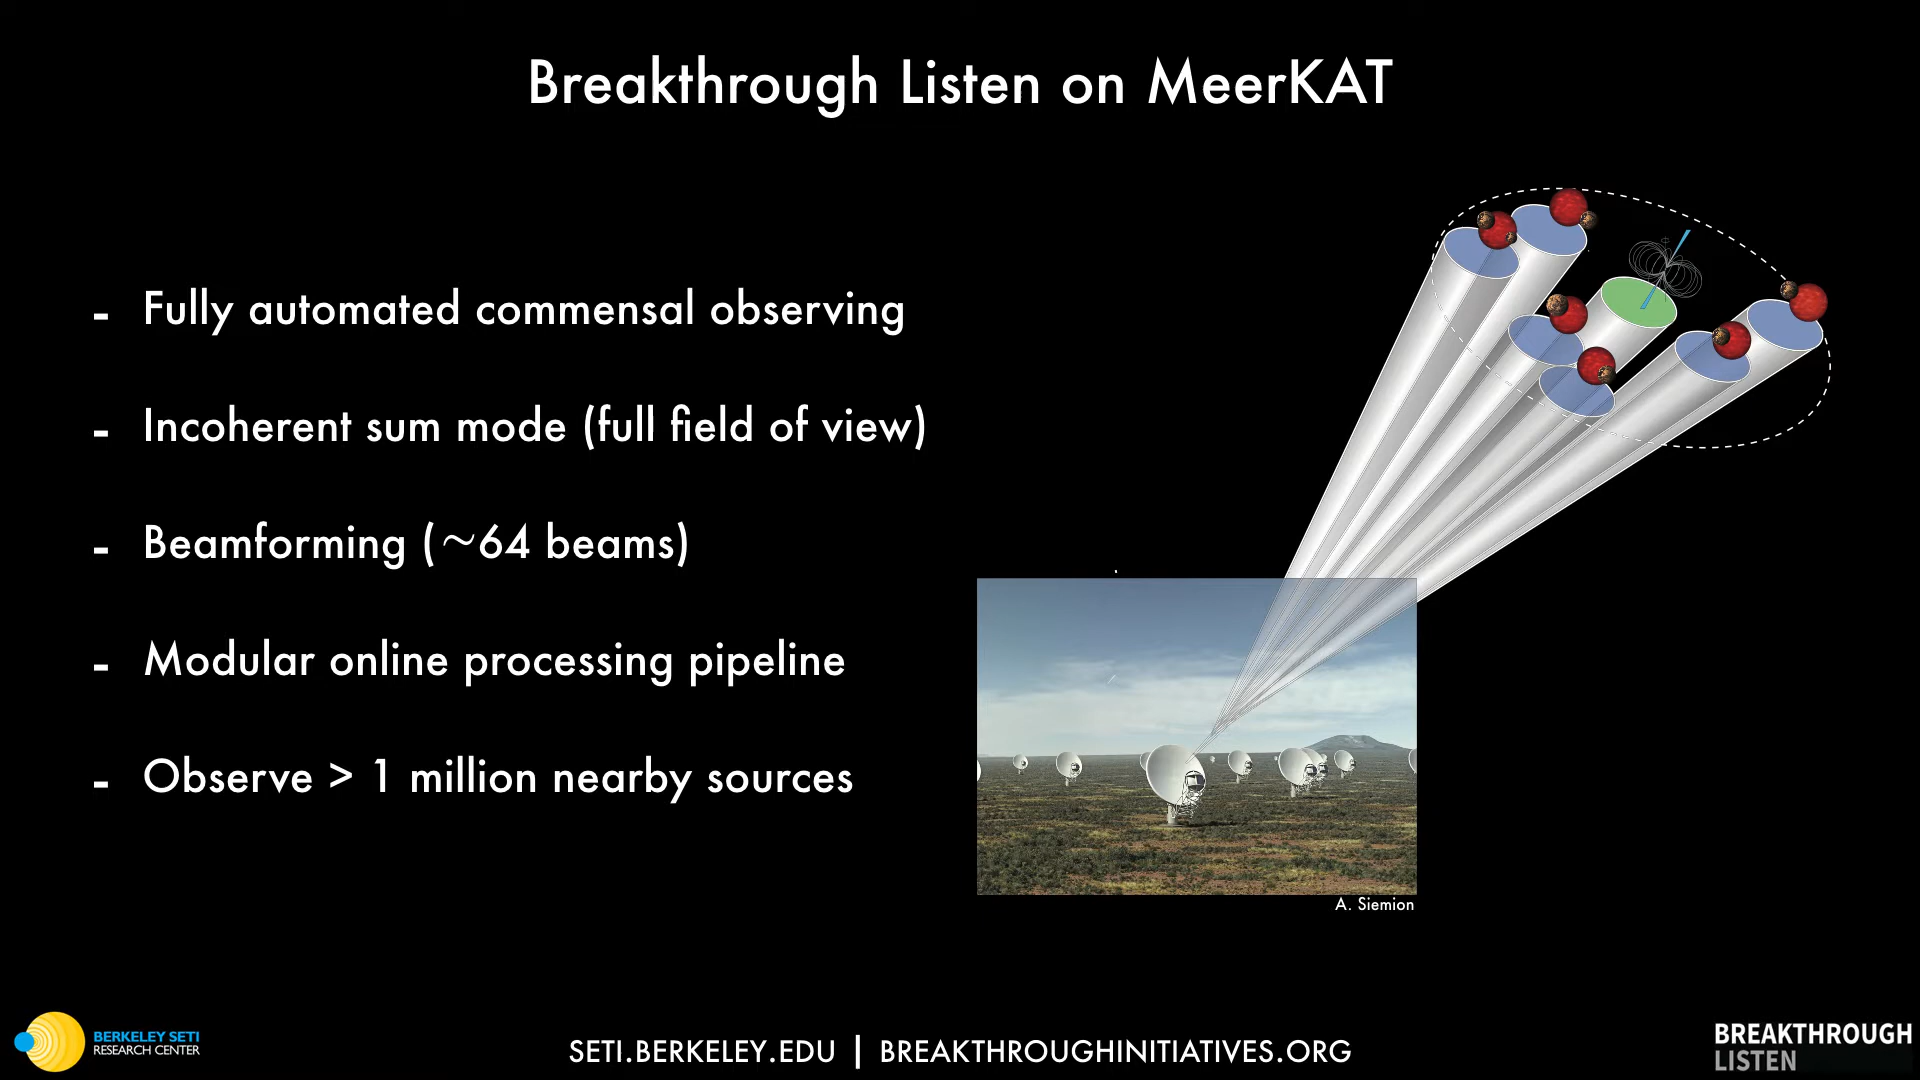 Breakthrough Listen on MeerKAT
- Fully automated commensal observing
- Incoherent sum mode (full field of view)
- Beamforming (~64 beams)
- Modular online processing pipeline
- Observe > 1 million nearby sources
A. Siemion
BERKELEY SETI
RESEARCH CENTER
SETI.BERKELEY.EDU | BREAKTHROUGHINITIATIVES.ORG
BREAKTHROUGH
LISTEN